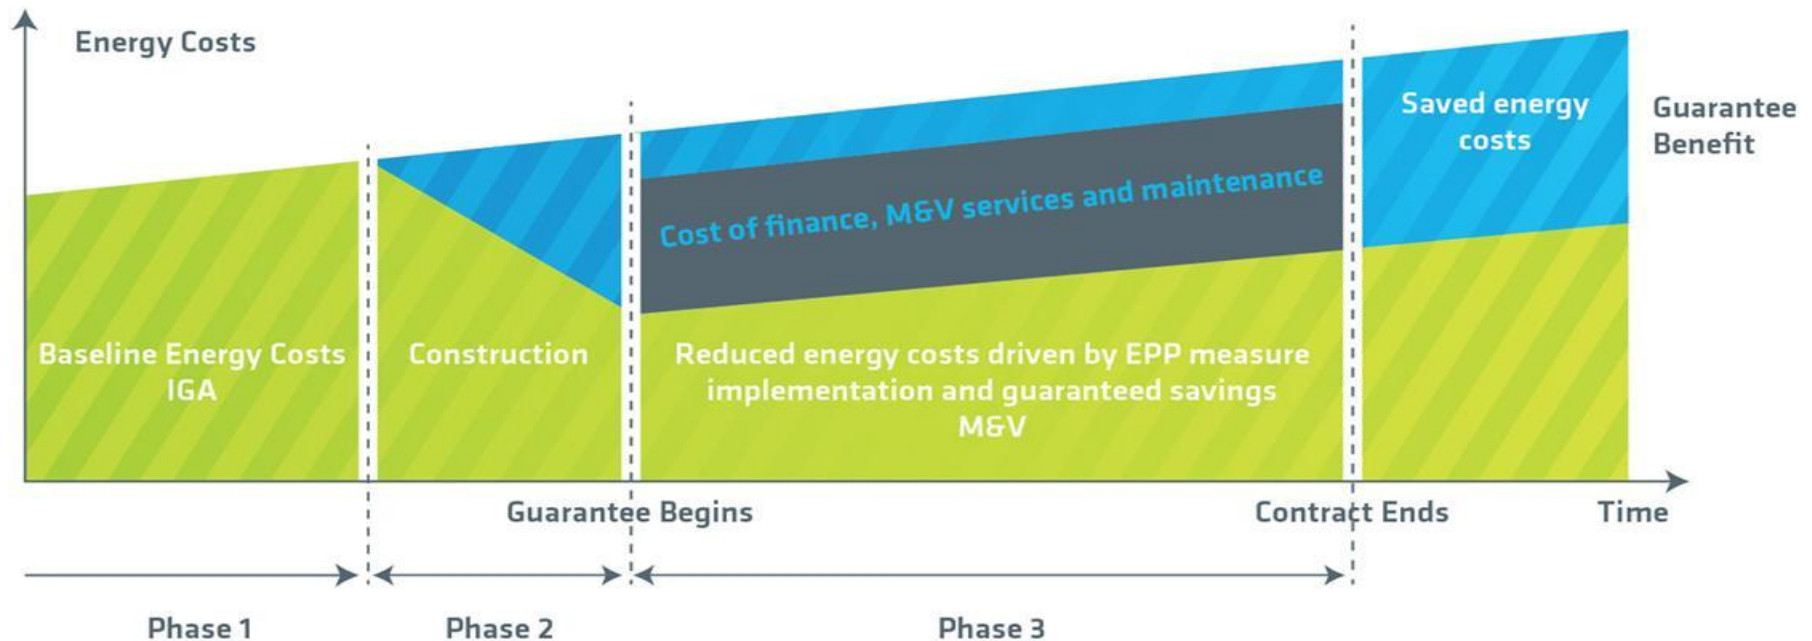 Energy Costs
Saved energy
costs
Guarantee
Benefit
Cost of finance, M&V services and maintenance
Baseline Energy Costs
IGA
Construction
Reduced energy costs driven by EPP measure
implementation and guaranteed savings
M&V
Guarantee Begins
Contract Ends
Time
Phase 1
Phase 2
Phase 3